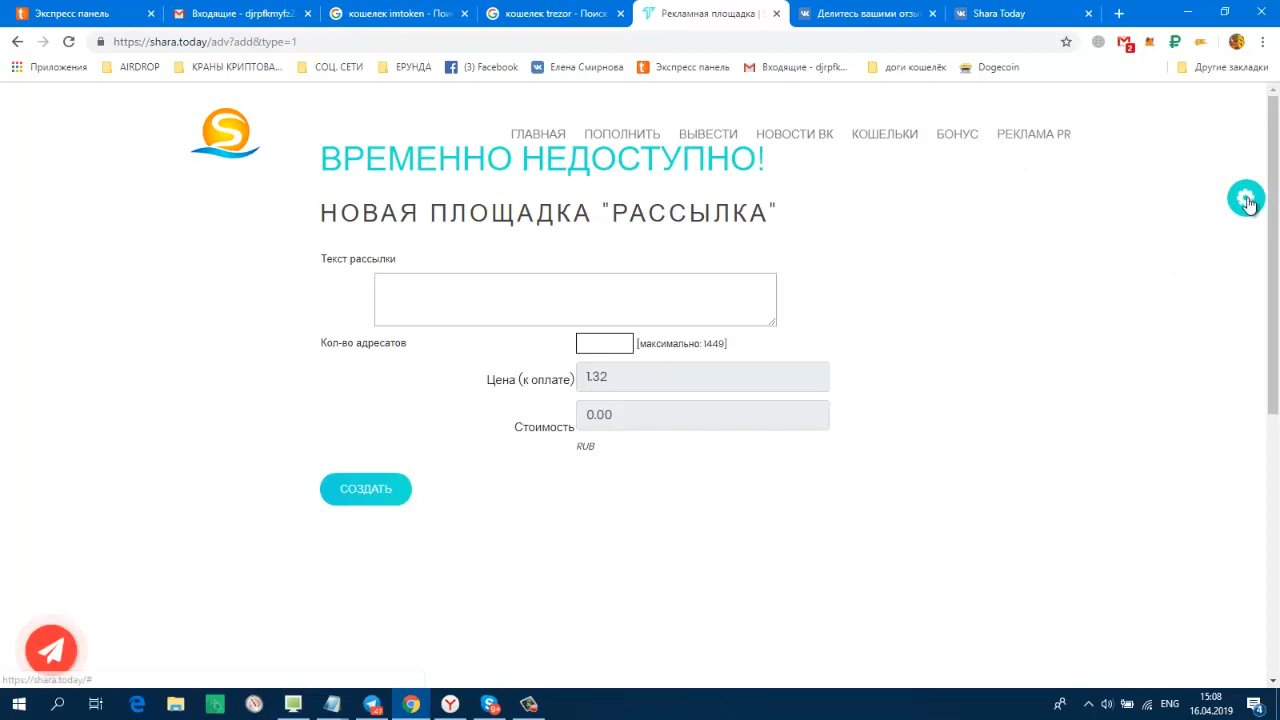 Экспресс панель
Входящие - djrpfkmyfz2
кошелек imtoken - Пои
кошелек trezor - Поиск
Рекламная площадка |
Делитесь вашими отзы
Shara Today
https://shara.today/adv?add&type=1
2
Приложения
AIRDROP
КРАНЫ КРИПТОВА...
СОЦ. СЕТИ
ЕРУНДА
(3) Facebook
Елена Смирнова
Экспресс панель
Входящие - djrpfk...
доги кошелёк
Dogecoin
Другие закладки
S
ГЛАВНАЯ
ПОПОЛНИТЬ
ВЫВЕСТИ
НОВОСТИ ВК
КОШЕЛЬКИ
БОНУС
РЕКЛАМА PR
ВРЕМЕННО НЕДОСТУПНО!
НОВАЯ ПЛОЩАДКА "РАССЫЛКА"
Текст рассылки
Кол-во адресатов
[максимально: 1449]
Цена (к оплате)
1.32
Стоимость
0.00
RUB
СОЗДАТЬ
https://shara.today/#
ENG
15:08
16.04.2019